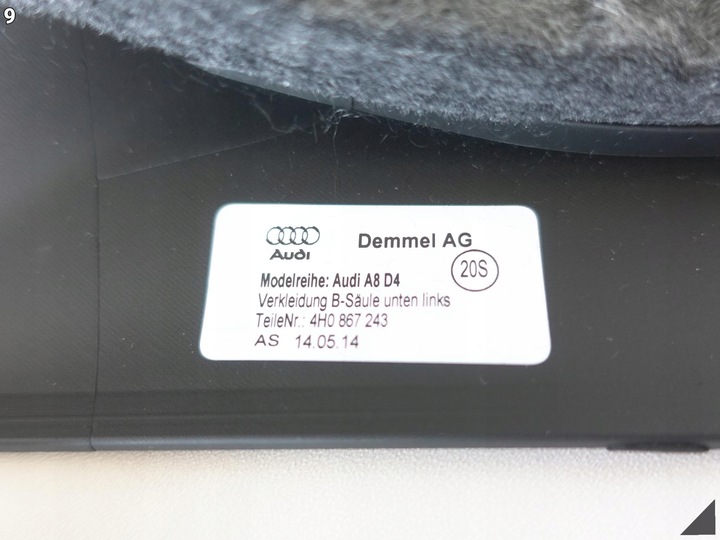 9
Audi
Demmel AG
20S
Modelreihe: Audi A8 D4
Verkleidung B-Säule unten links
TeileNr.: 4H0 867 243
AS 14.05.14